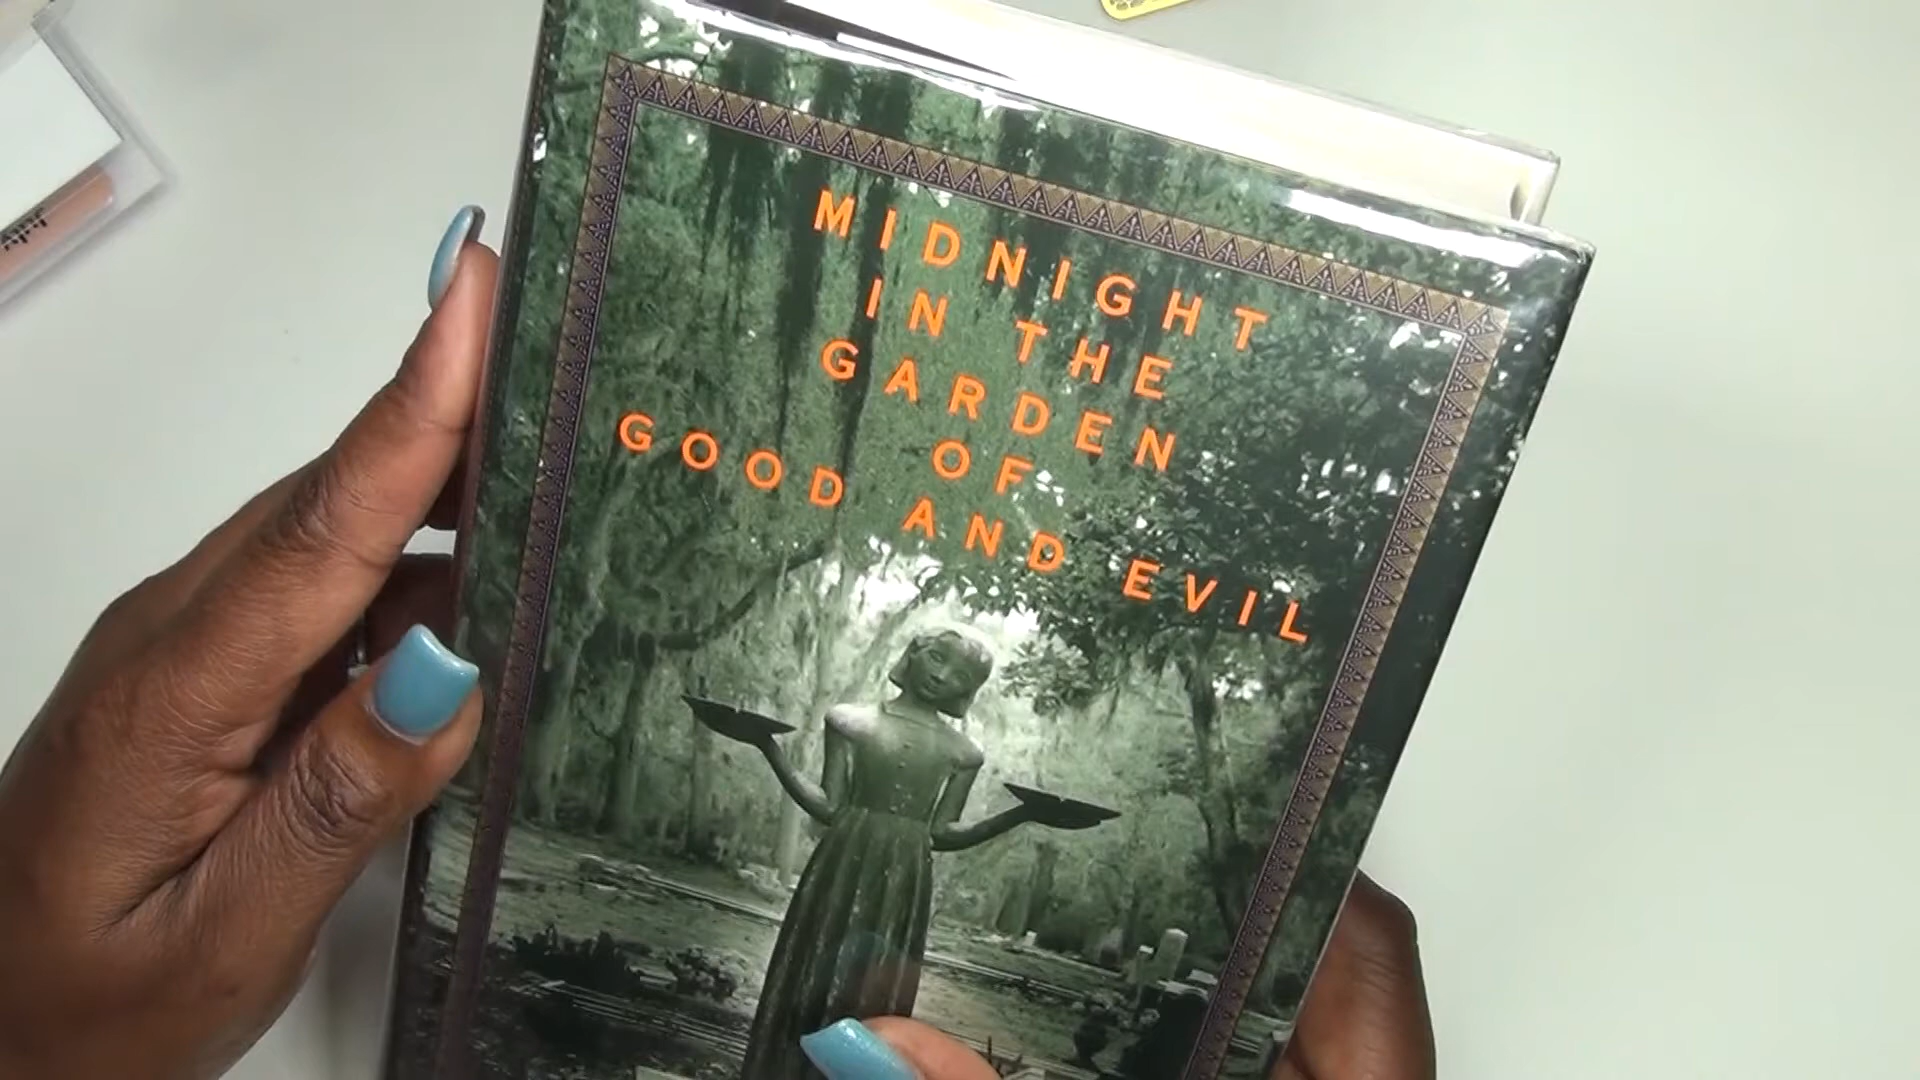 MIDNIGHT
IN THE
GARDEN
OF
GOOD AND EVIL